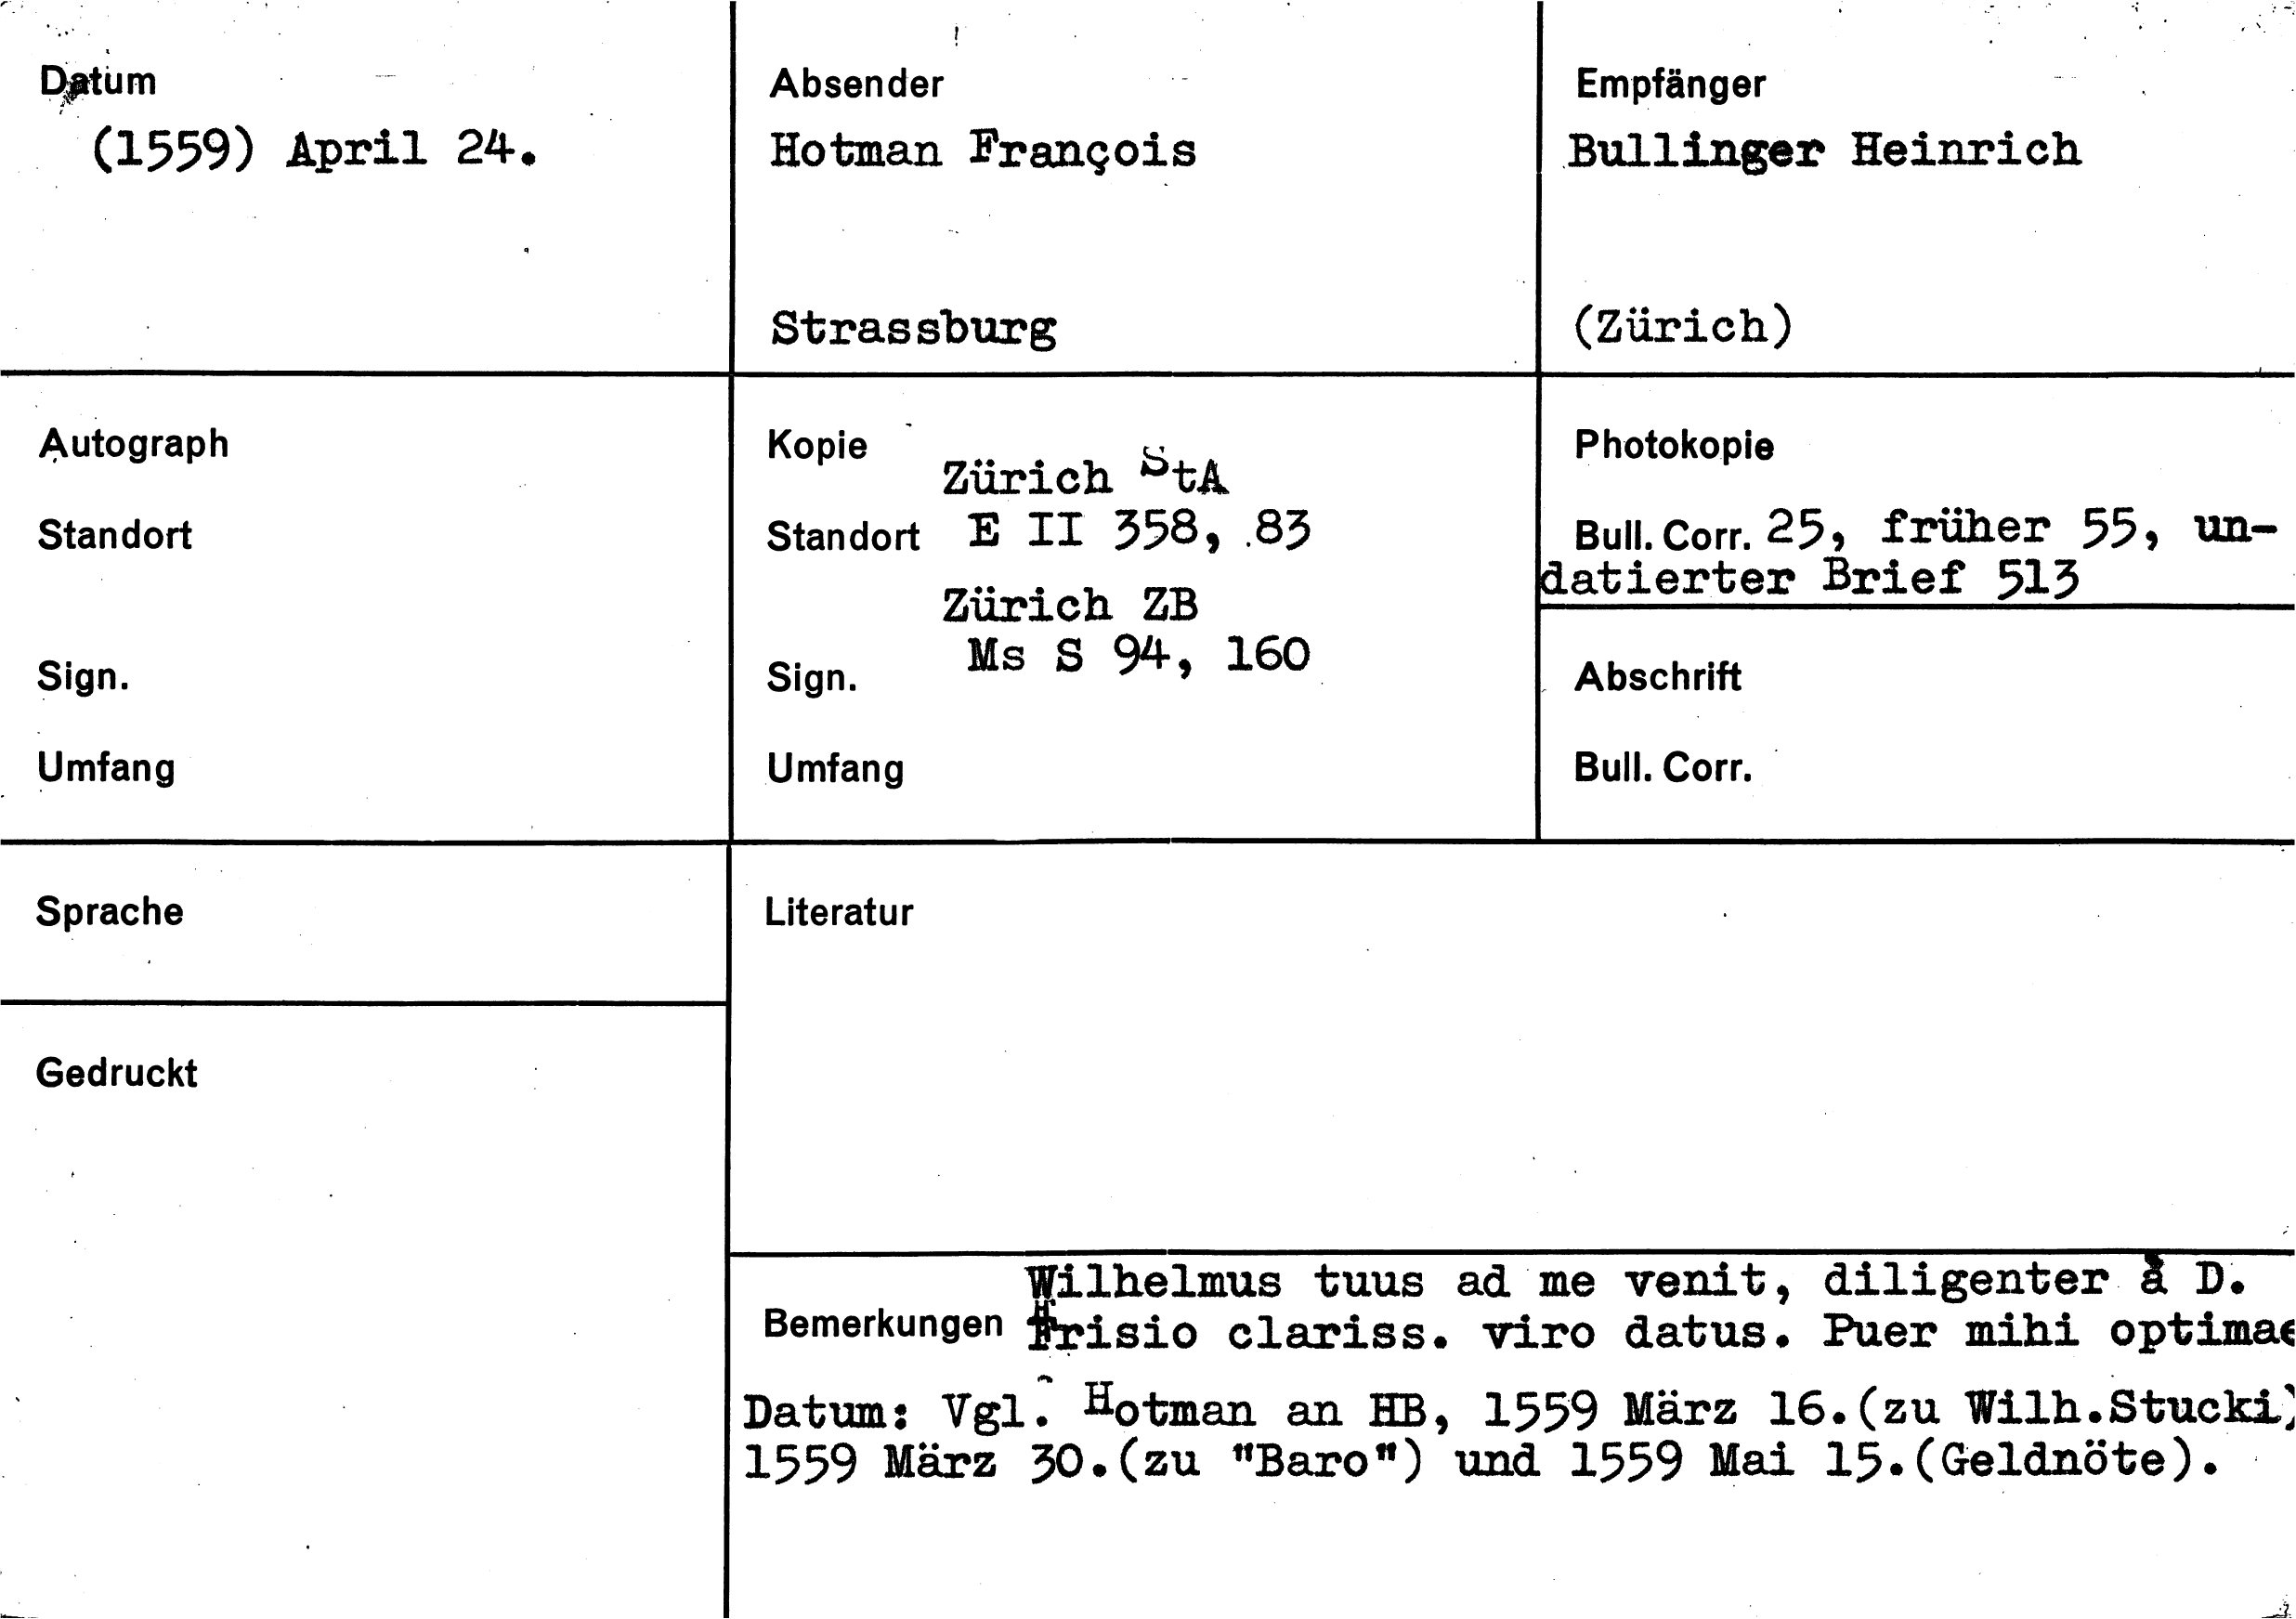 Datum
(1559) April 24.
Absender
Hotman François
Strassburg
Empfänger
Bullinger Heinrich
(Zürich)
Autograph
Standort
Sign.
Umfang
Kopie
Zürich StA
Standort E II 358, 83
Zürich ZB
Ms S 94, 160
Sign.
Umfang
Photokopie
Bull. Corr. 25, früher 55, un-
datierter Brief 513
Abschrift
Bull. Corr.
Sprache
Gedruckt
Literatur
Wilhelmus tuus ad me venit, diligenter à D.
Bemerkungen Frisio clariss. viro datus. Puer mihi optimae
Datum: Vgl. Hotman an HB, 1559 März 16.(zu Wilh.Stucki)
1559 März 30.(zu "Baro") und 1559 Mai 15.(Geldnöte).